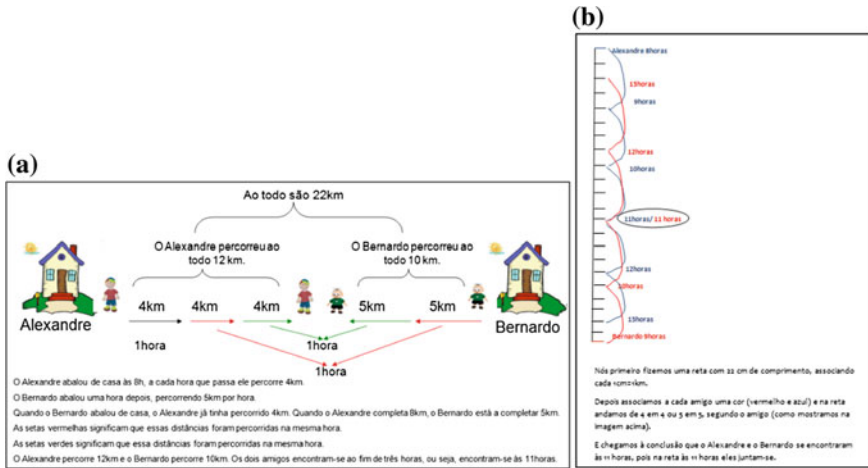 (a)
Ao todo são 22km
O Alexandre percorreu ao
todo 12 km.
O Bernardo percorreu ao
todo 10 km.
4km
4km
4km
5km
5km
Alexandre
Bernardo
1hora
1hora
1hora
O Alexandre abalou de casa às 8h, a cada hora que passa ele percorre 4km.
O Bernardo abalou uma hora depois, percorrendo 5km por hora.
Quando o Bernardo abalou de casa, o Alexandre já tinha percorrido 4km. Quando o Alexandre completa 8km, o Bernardo está a completar 5km.
As setas vermelhas significam que essas distâncias foram percorridas na mesma hora.
As setas verdes significam que essa distâncias foram percorridas na mesma hora.
O Alexandre percorre 12km e o Bernardo percorre 10km. Os dois amigos encontram-se ao fim de três horas, ou seja, encontram-se às 11horas.
(b)
Alexandre 8horas
13horas
9horas
12horas
10horas
11horas/ 11 horas
12horas
10horas
13horas
Bernardo 9horas
Nós primeiro fizemos uma reta com 22 cm de comprimento, associando
cada 1cm=1km.
Depois associamos a cada amigo uma cor (vermelho e azul) e na reta
andamos de 4 em 4 ou 5 em 5, segundo o amigo (como mostramos na
imagem acima).
E chegamos à conclusão que o Alexandre e o Bernardo se encontraram
às 11 horas, pois na reta às 11 horas eles juntam-se.